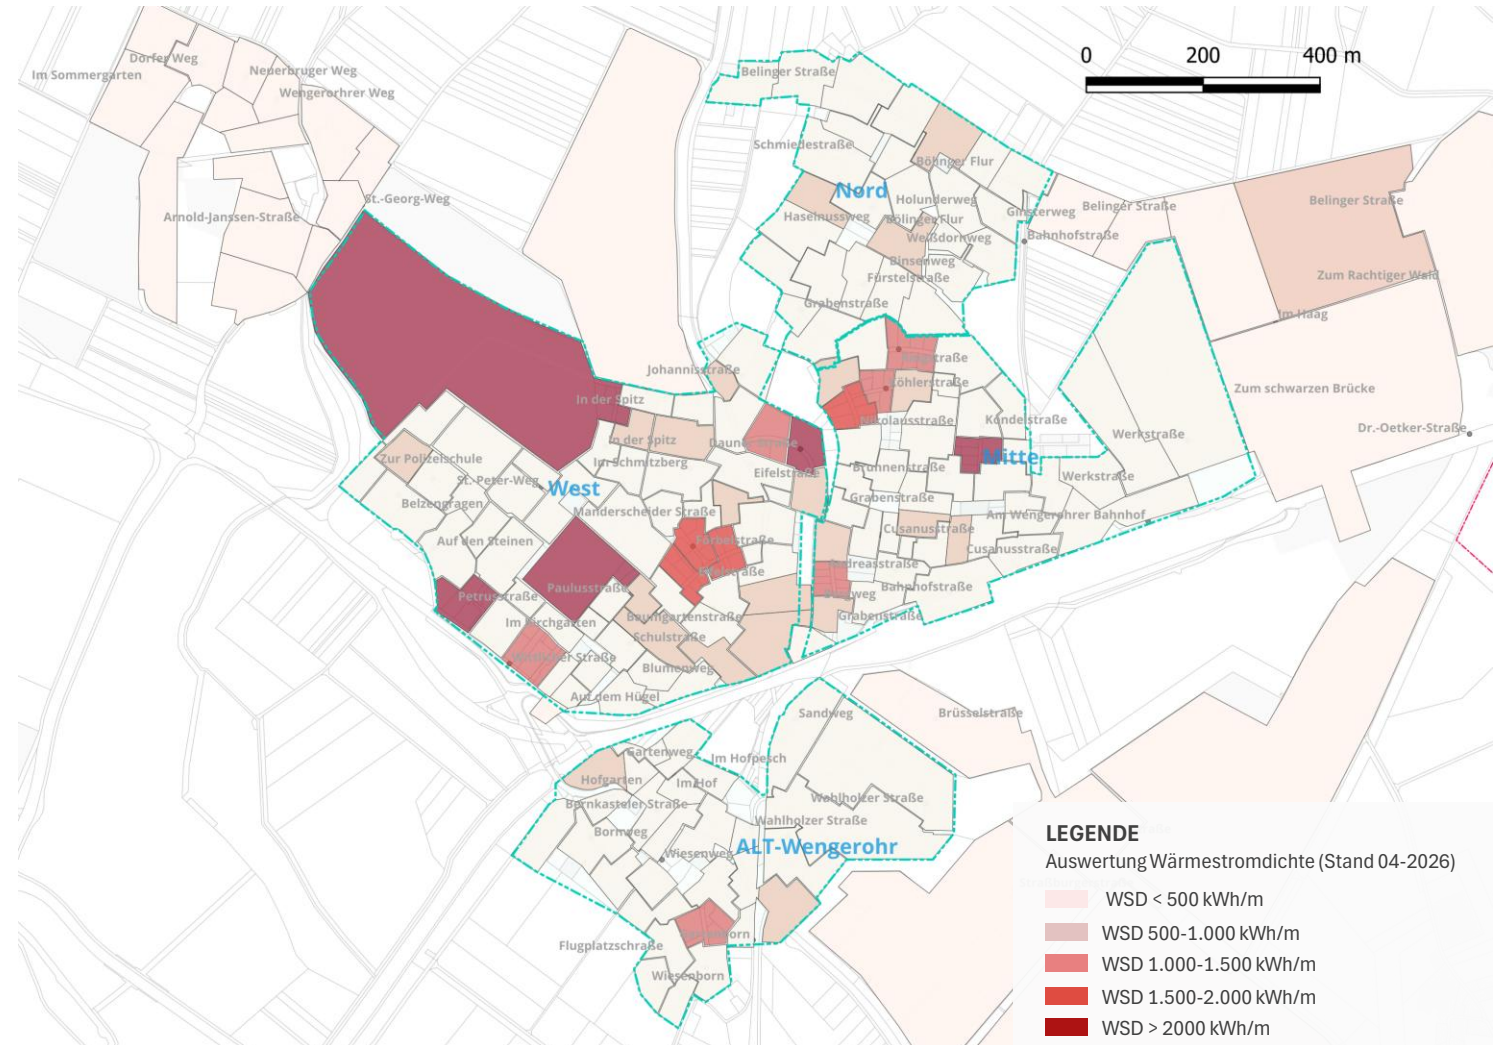 0 200 400 m
Dorfer Weg
Im Sommergarten
Neuerbruger Weg
Wengerorhrer Weg
Belinger Straße
Schmiedestraße
Böhnger Flur
Nord
St.-Georg-Weg
Arnold-Janssen-Straße
Holunderweg
Haselnussweg
Bölinger Flur
Ginsterweg
Belinger Straße
Belinger Straße
Weißdornweg
Bahnhofstraße
Binsenweg
Fürstelstraße
Zum Rachtiger Wald
Grabenstraße
Im Haag
Johannisstraße
Köhlerstraße
Zum schwarzen Brücke
In der Spitz
Nikolausstraße
Kondelstraße
Dr.-Oetker-Straße
In der Spitz
Werkstraße
Zur Polizeischule
Im Schmitzberg
Eifelstraße
Brunnenstraße
Mitte
St.-Peter-Weg
West
Werkstraße
Belzengragen
Grabenstraße
Manderscheider Straße
Am Wengerohrer Bahnhof
Auf den Steinen
Cusanusstraße
Cusanusstraße
Andreasstraße
Petrusstraße
Paulusstraße
Bahnhofstraße
Im Kirchgarten
Baumgartenstraße
Grabenstraße
Schulstraße
Blumenweg
Auf dem Hügel
Sandweg
Brüsselstraße
Gartenweg
Im Hofpesch
Hofgarten
Im Hof
Bernkasteler Straße
Wahlholzer Straße
Wahlholzer Straße
Bornweg
ALT-Wengerohr
Wiesenweg
Flugplatzschraße
Wiesenborn
LEGENDE
Auswertung Wärmestromdichte (Stand 04-2026)
WSD < 500 kWh/m
WSD 500-1.000 kWh/m
WSD 1.000-1.500 kWh/m
WSD 1.500-2.000 kWh/m
WSD > 2000 kWh/m